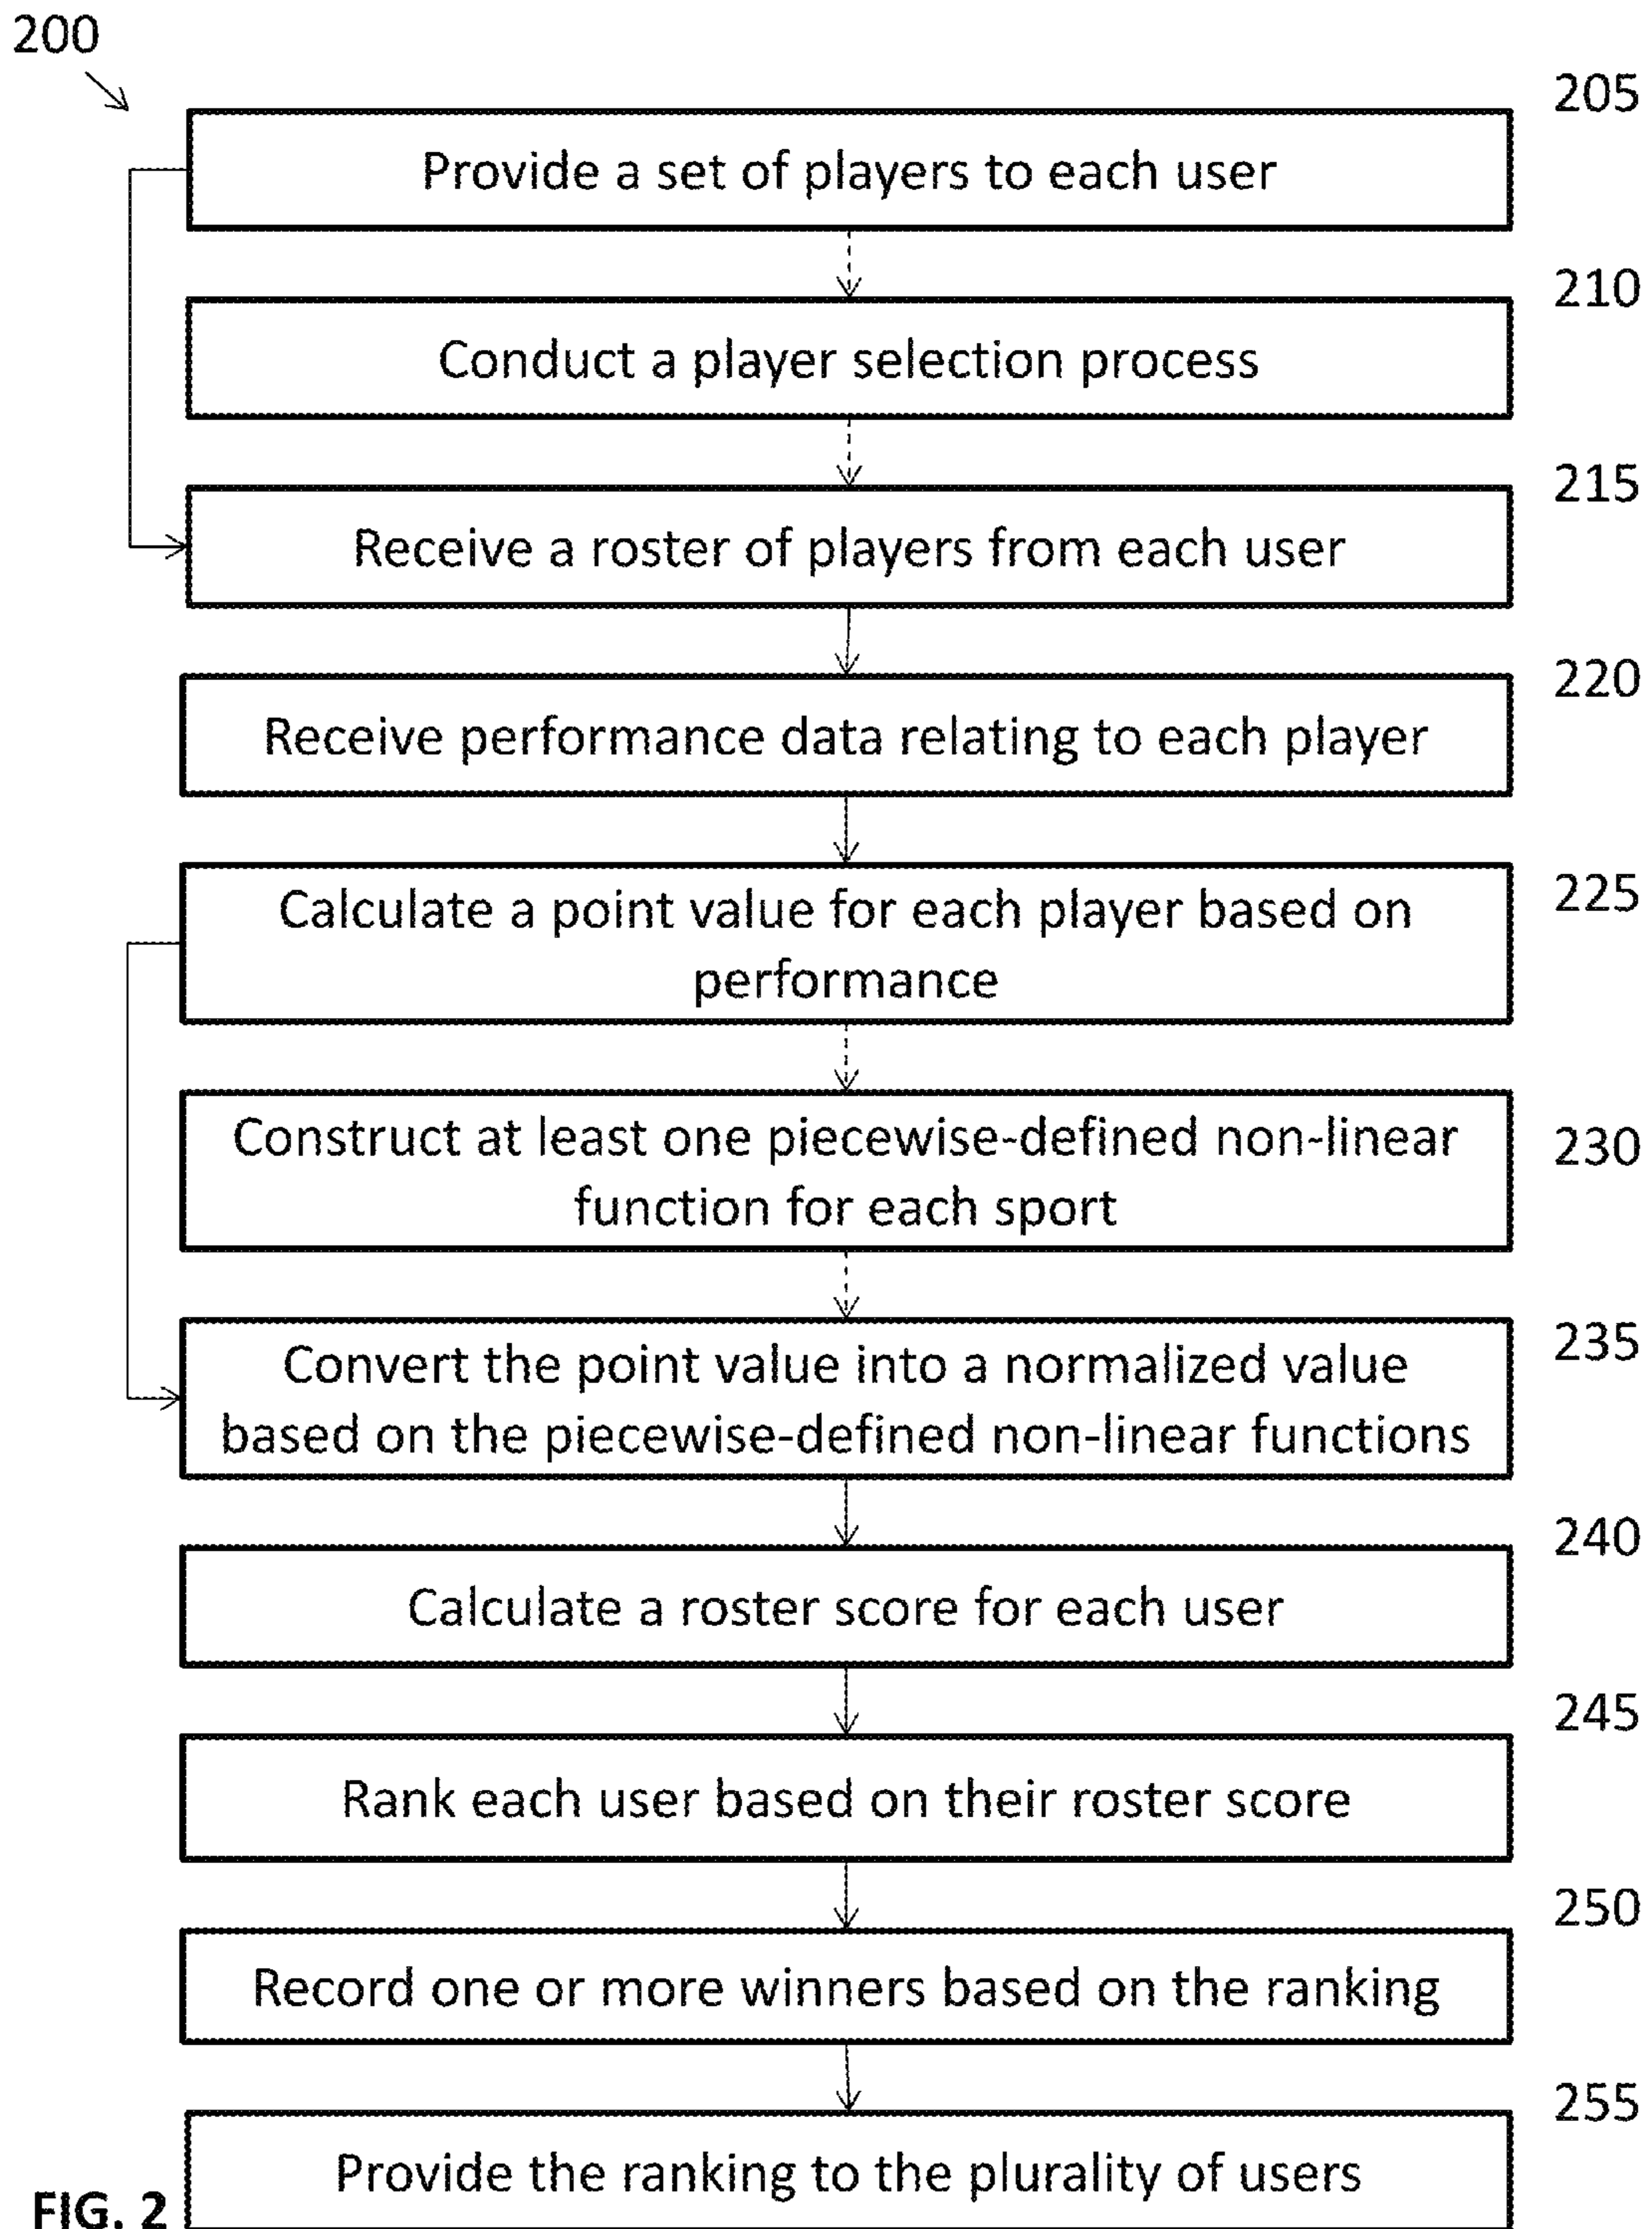 200
205
Provide a set of players to each user
210
Conduct a player selection process
215
Receive a roster of players from each user
220
Receive performance data relating to each player
225
Calculate a point value for each player based on
performance
230
Construct at least one piecewise-defined non-linear
function for each sport
235
Convert the point value into a normalized value
based on the piecewise-defined non-linear functions
240
Calculate a roster score for each user
245
Rank each user based on their roster score
250
Record one or more winners based on the ranking
255
Provide the ranking to the plurality of users
FIG. 2